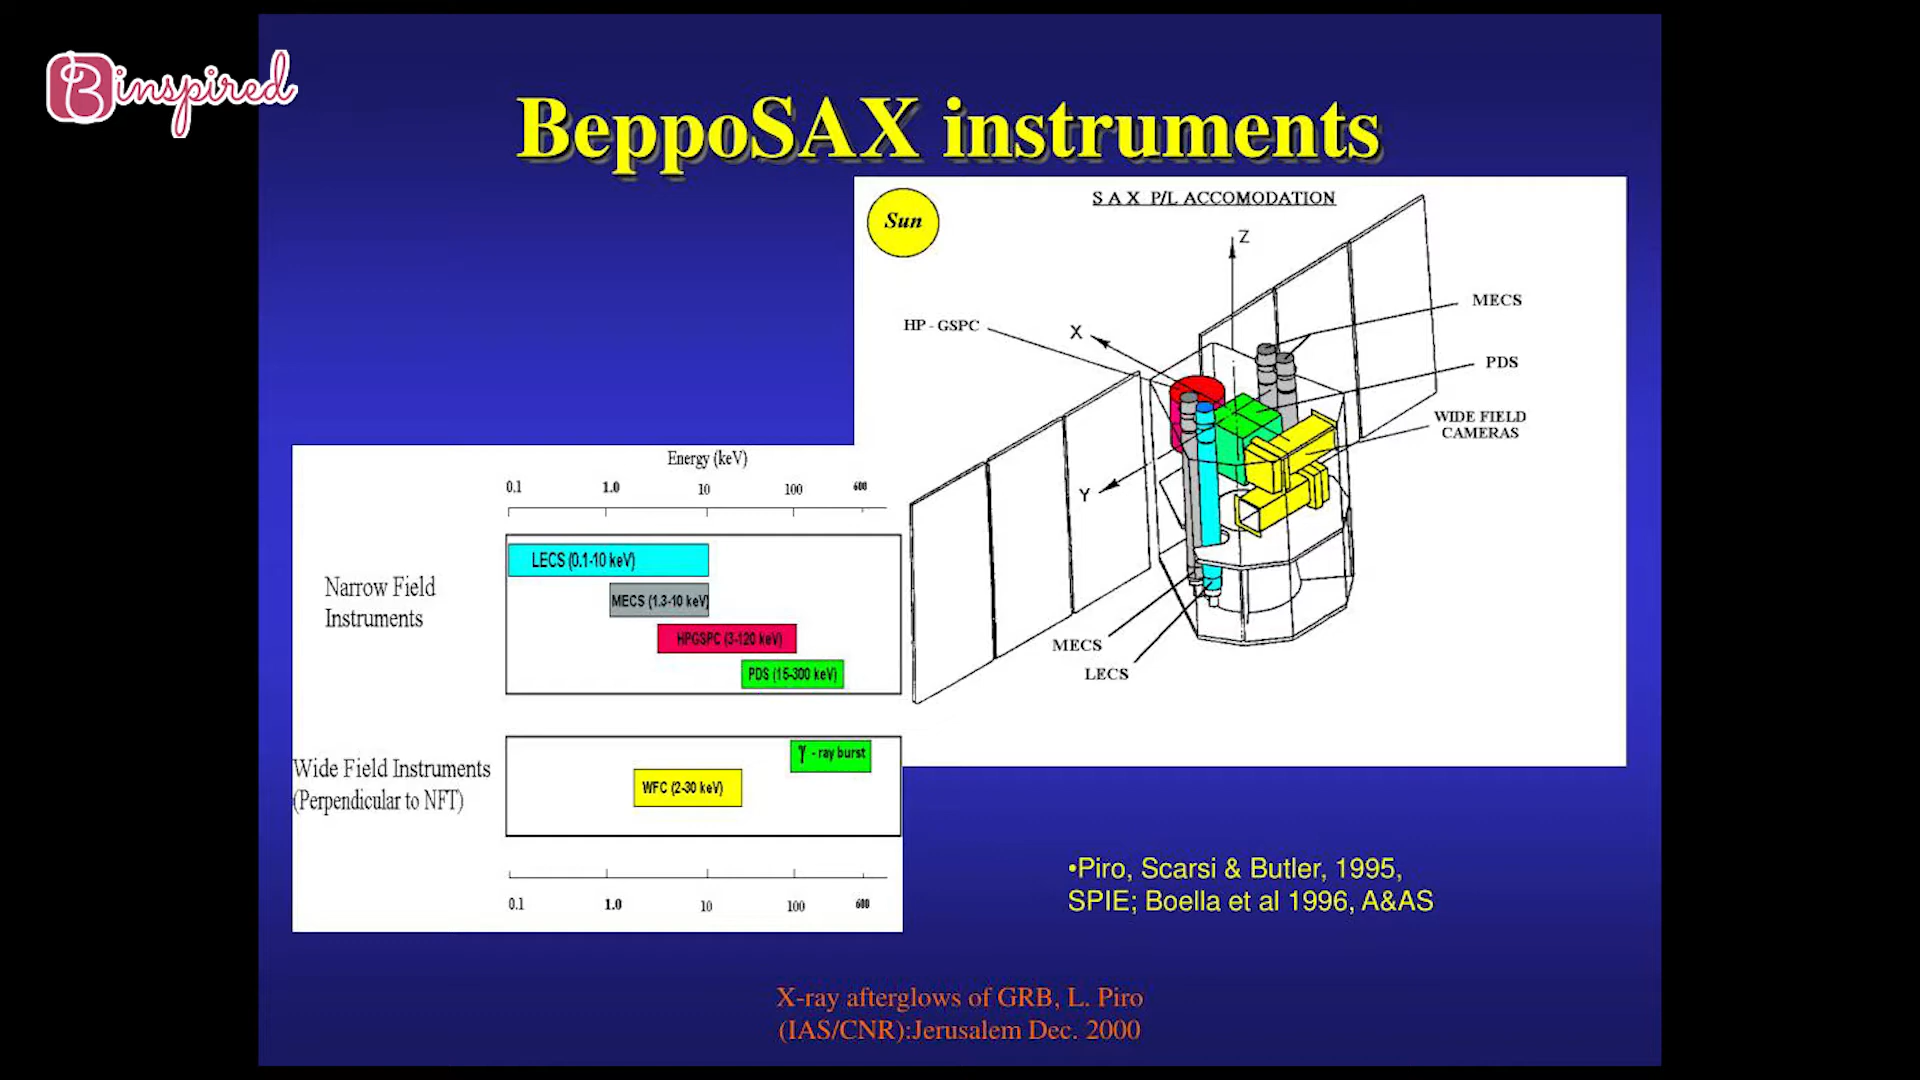 Binspired
BeppoSAX instruments
Sun
S A X P/L ACCOMODATION
Z
MECS
HP - GSPC
X
PDS
WIDE FIELD
CAMERAS
Y
MECS
LECS
Energy (keV)
0.1 1.0 10 100 600
Narrow Field
Instruments
LECS (0.1-10 keV)
MECS (1.3-10 keV)
HPGSPC (3-120 keV)
PDS (15-300 keV)
Wide Field Instruments
(Perpendicular to NFT)
γ - ray burst
WFC (2-30 keV)
0.1 1.0 10 100 600
•Piro, Scarsi & Butler, 1995,
SPIE; Boella et al 1996, A&AS
X-ray afterglows of GRB, L. Piro
(IAS/CNR):Jerusalem Dec. 2000